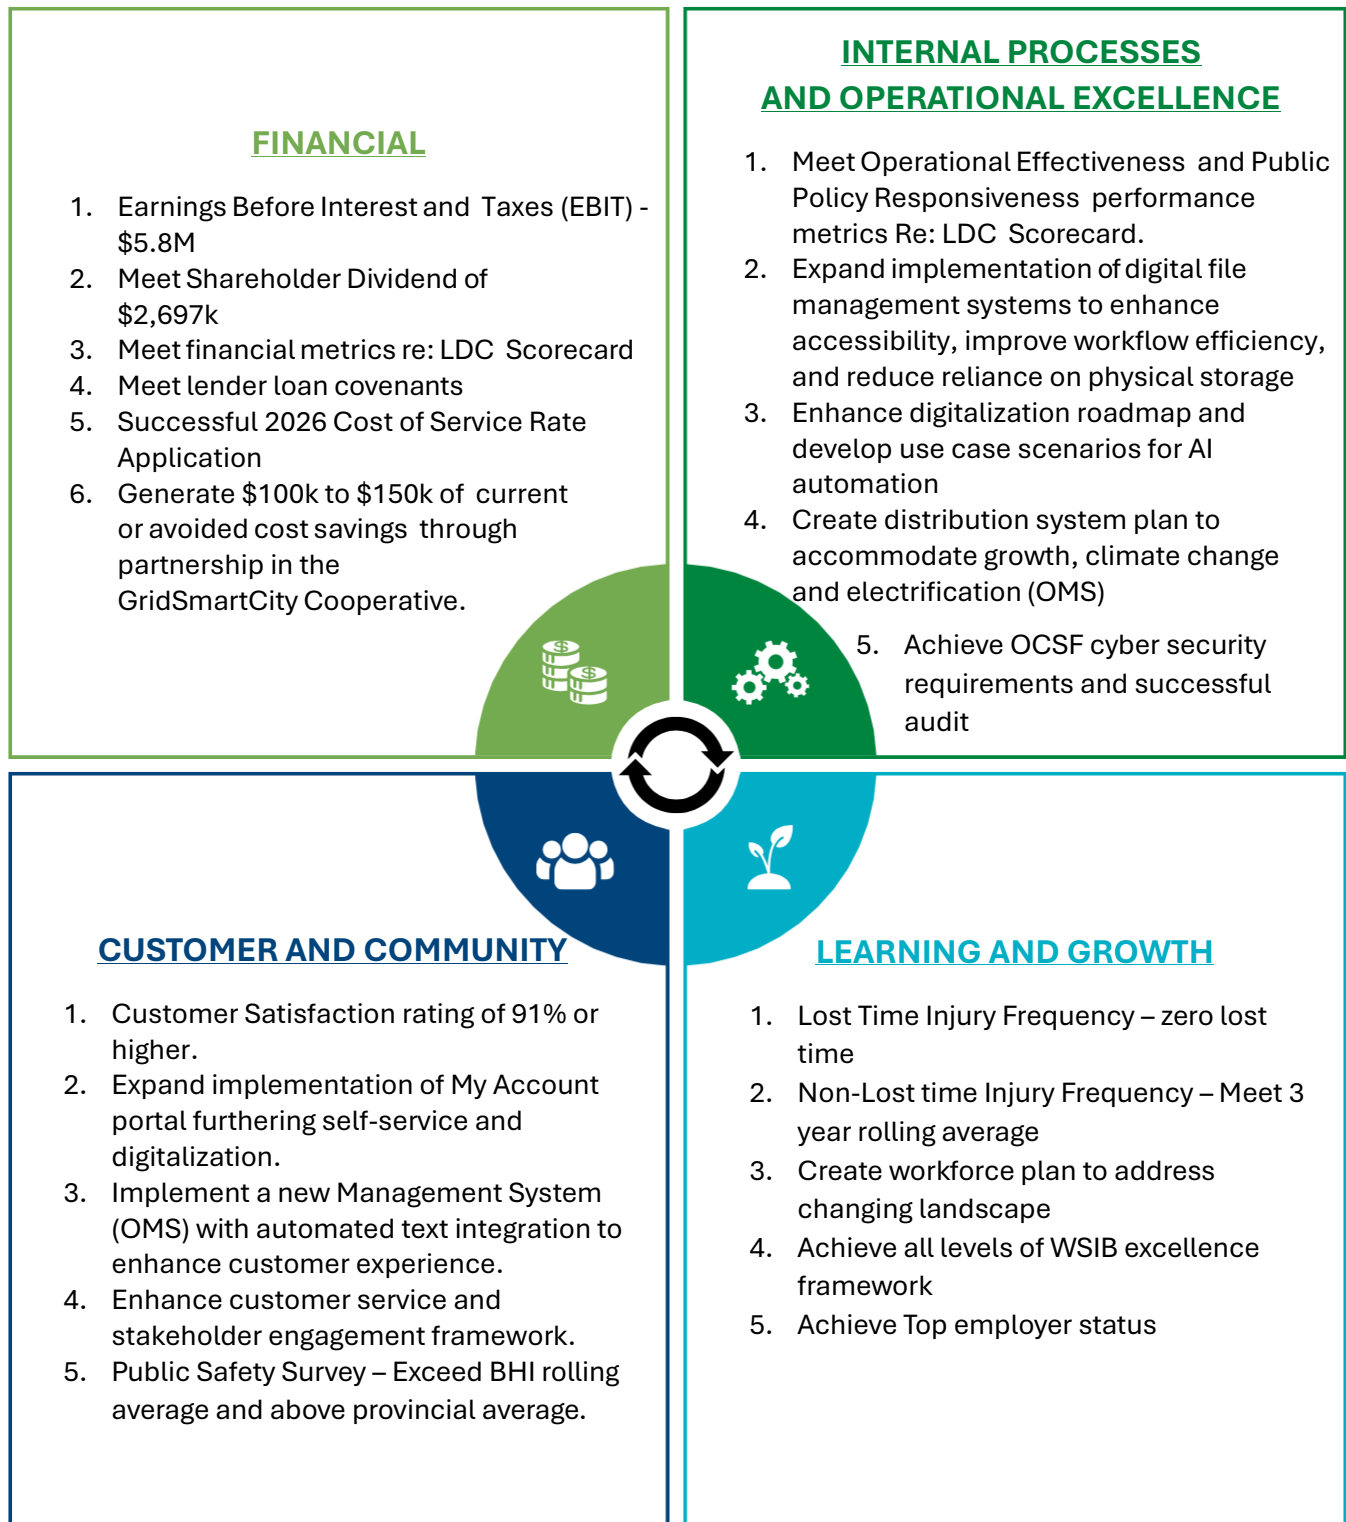 FINANCIAL
1. Earnings Before Interest and Taxes (EBIT) -
$5.8M
2. Meet Shareholder Dividend of
$2,697k
3. Meet financial metrics re: LDC Scorecard
4. Meet lender loan covenants
5. Successful 2026 Cost of Service Rate
Application
6. Generate $100k to $150k of current
or avoided cost savings through
partnership in the
GridSmartCity Cooperative.
INTERNAL PROCESSES
AND OPERATIONAL EXCELLENCE
1. Meet Operational Effectiveness and Public
Policy Responsiveness performance
metrics Re: LDC Scorecard.
2. Expand implementation of digital file
management systems to enhance
accessibility, improve workflow efficiency,
and reduce reliance on physical storage
3. Enhance digitalization roadmap and
develop use case scenarios for AI
automation
4. Create distribution system plan to
accommodate growth, climate change
and electrification (OMS)
5. Achieve OCSF cyber security
requirements and successful
audit
CUSTOMER AND COMMUNITY
1. Customer Satisfaction rating of 91% or
higher.
2. Expand implementation of My Account
portal furthering self-service and
digitalization.
3. Implement a new Management System
(OMS) with automated text integration to
enhance customer experience.
4. Enhance customer service and
stakeholder engagement framework.
5. Public Safety Survey – Exceed BHI rolling
average and above provincial average.
LEARNING AND GROWTH
1. Lost Time Injury Frequency – zero lost
time
2. Non-Lost time Injury Frequency – Meet 3
year rolling average
3. Create workforce plan to address
changing landscape
4. Achieve all levels of WSIB excellence
framework
5. Achieve Top employer status